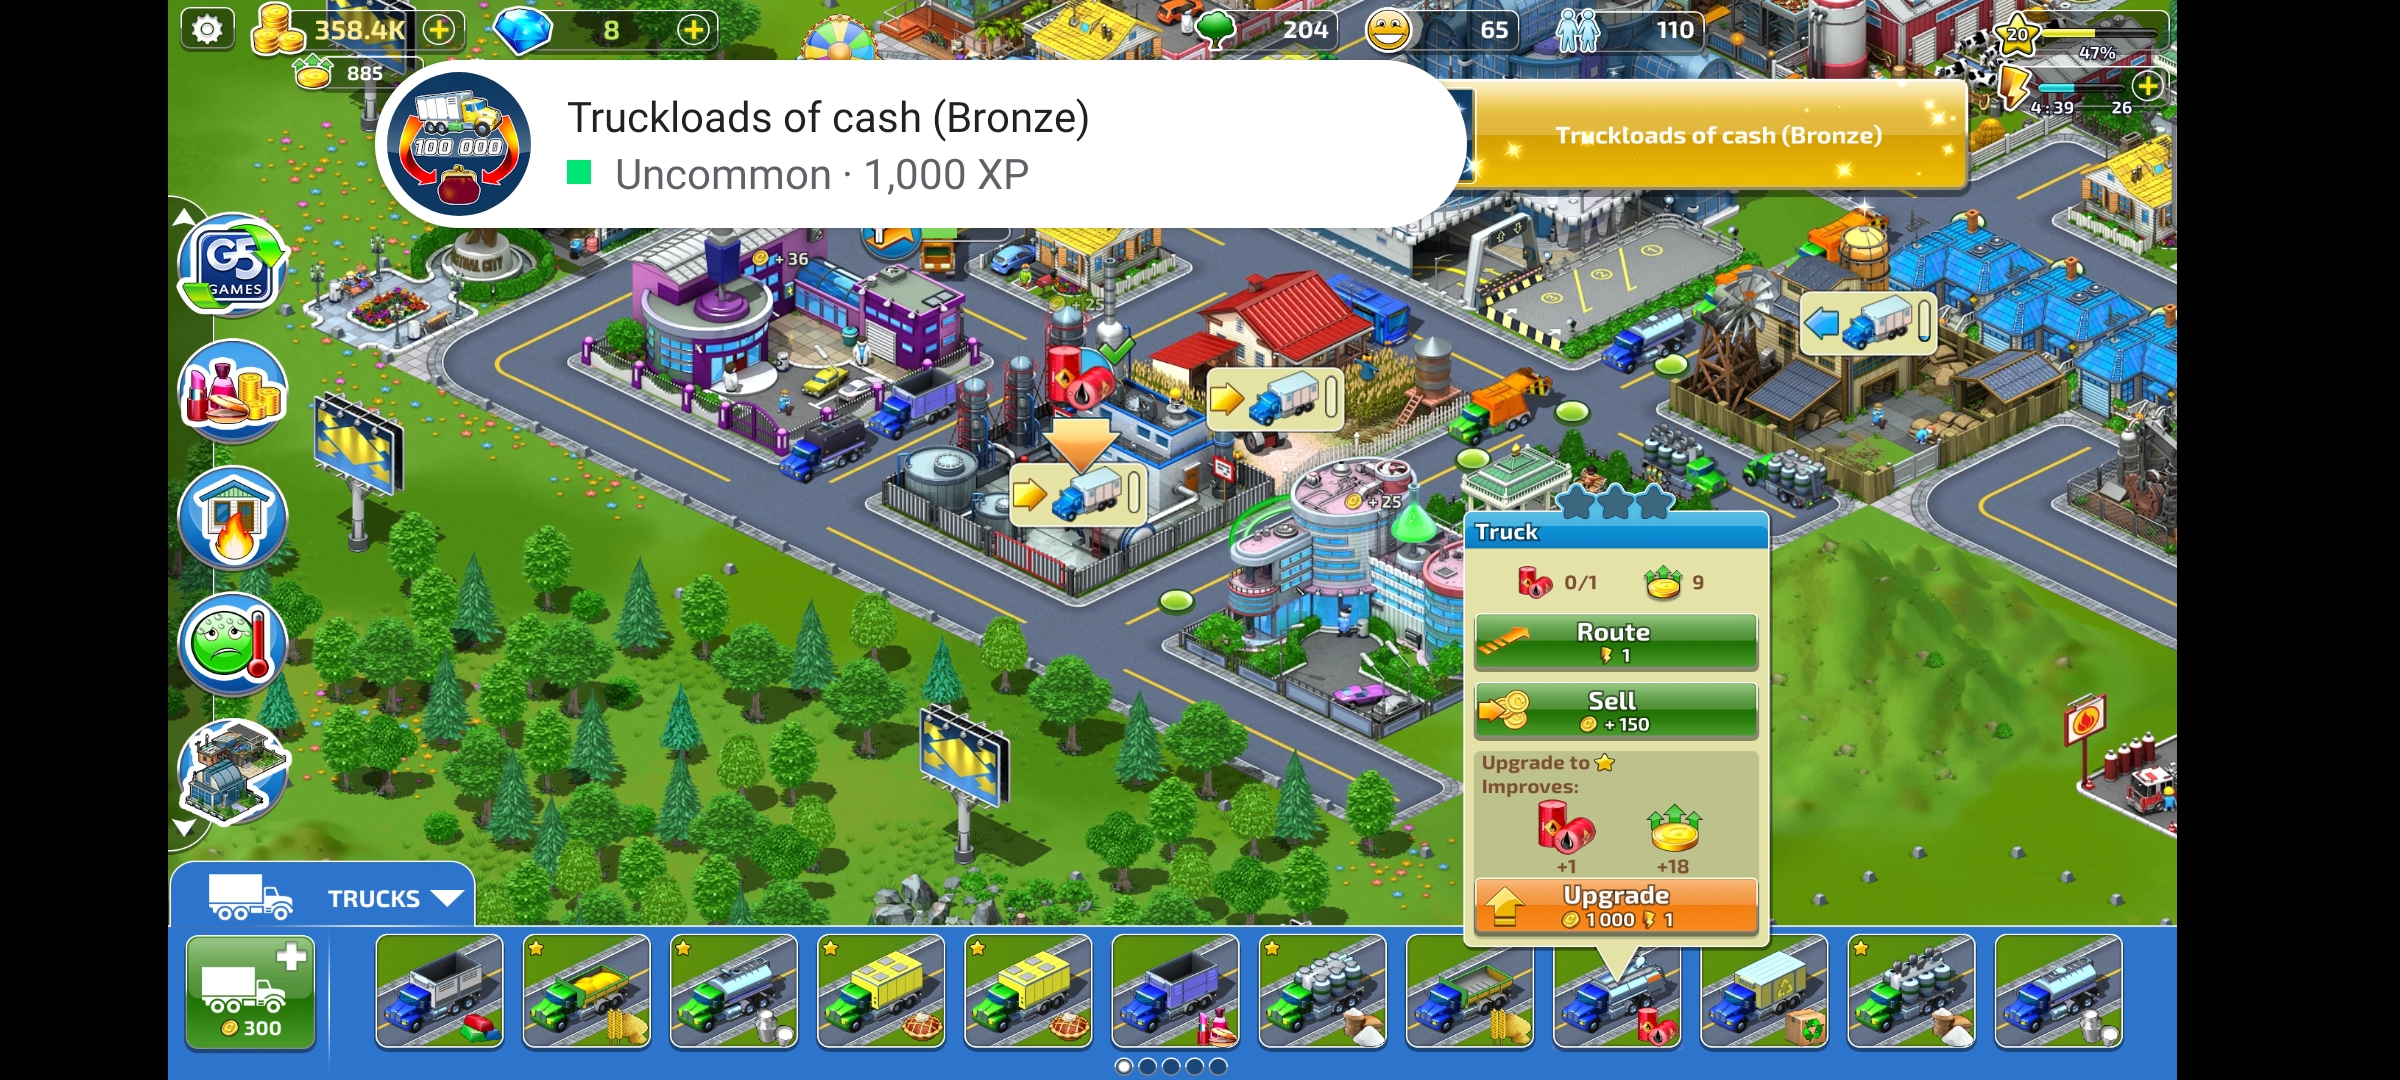 358.4K
8
204
65
110
20
47%
885
4:39
26
Truckloads of cash (Bronze)
Uncommon · 1,000 XP
100 000
Truckloads of cash (Bronze)
G5
GAMES
+36
+25
+25
Truck
0/1
9
Route
1
Sell
+150
Upgrade to
Improves:
+1
+18
Upgrade
1000
1
TRUCKS
300